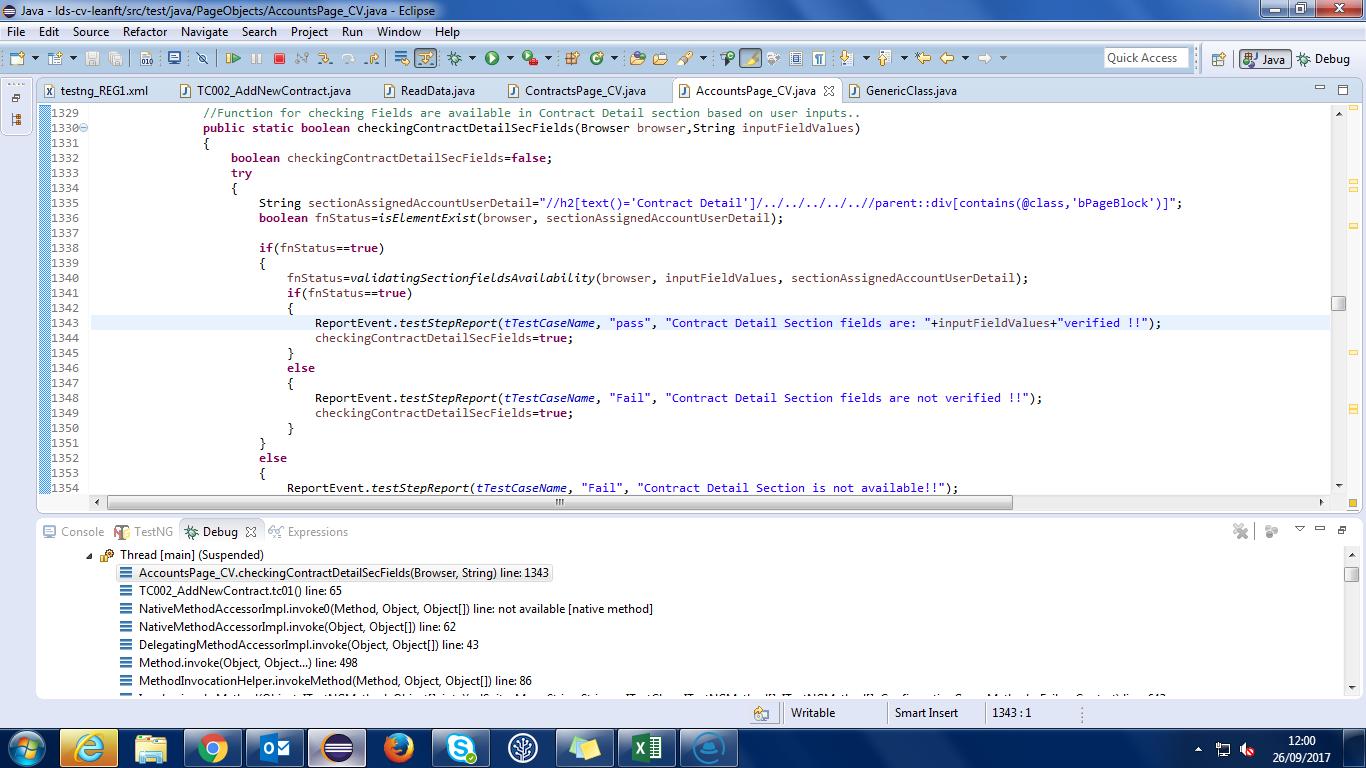 Java - lds-cv-leanft/src/test/java/PageObjects/AccountsPage_CV.java - Eclipse
File Edit Source Refactor Navigate Search Project Run Window Help
Quick Access Java Debug
testng_REG1.xml TC002_AddNewContract.java ReadData.java ContractsPage_CV.java AccountsPage_CV.java GenericClass.java
1329 //Function for checking Fields are available in Contract Detail section based on user inputs..
1330 public static boolean checkingContractDetailSecFields(Browser browser,String inputFieldValues)
1331 {
1332 boolean checkingContractDetailSecFields=false;
1333 try
1334 {
1335 String sectionAssignedAccountUserDetail="//h2[text()='Contract Detail']/../../../../..//parent::div[contains(@class,'bPageBlock')]";
1336 boolean fnStatus=isElementExist(browser, sectionAssignedAccountUserDetail);
1337
1338 if(fnStatus==true)
1339 {
1340 fnStatus=validatingSectionfieldsAvailability(browser, inputFieldValues, sectionAssignedAccountUserDetail);
1341 if(fnStatus==true)
1342 {
1343 ReportEvent.testStepReport(tTestCaseName, "pass", "Contract Detail Section fields are: "+inputFieldValues+"verified !!");
1344 checkingContractDetailSecFields=true;
1345 }
1346 else
1347 {
1348 ReportEvent.testStepReport(tTestCaseName, "Fail", "Contract Detail Section fields are not verified !!");
1349 checkingContractDetailSecFields=true;
1350 }
1351 }
1352 else
1353 {
1354 ReportEvent.testStepReport(tTestCaseName, "Fail", "Contract Detail Section is not available!!");
Console TestNG Debug Expressions
Thread [main] (Suspended)
AccountsPage_CV.checkingContractDetailSecFields(Browser, String) line: 1343
TC002_AddNewContract.tc01() line: 65
NativeMethodAccessorImpl.invoke0(Method, Object, Object[]) line: not available [native method]
NativeMethodAccessorImpl.invoke(Object, Object[]) line: 62
DelegatingMethodAccessorImpl.invoke(Object, Object[]) line: 43
Method.invoke(Object, Object...) line: 498
MethodInvocationHelper.invokeMethod(Method, Object, Object[]) line: 86
Writable Smart Insert 1343 : 1
12:00
26/09/2017